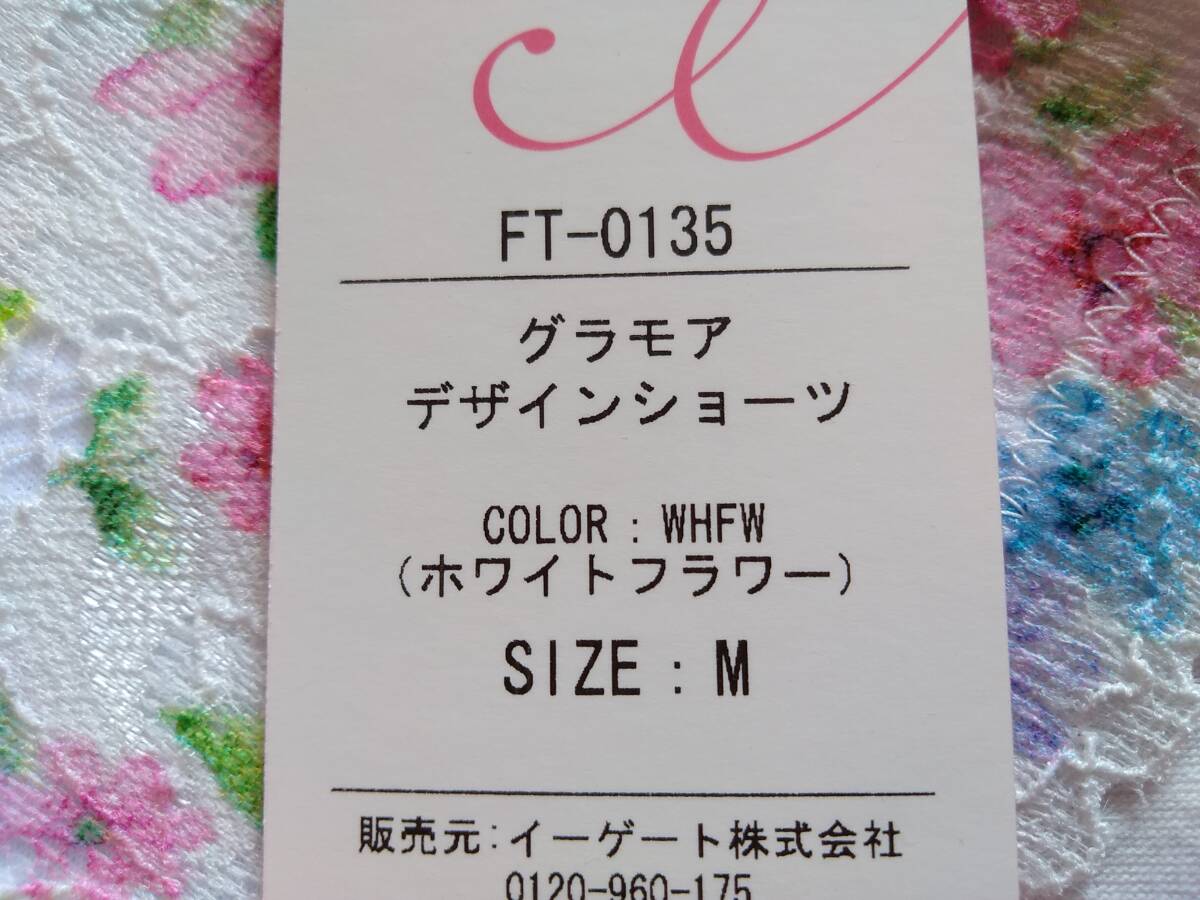 FT-0135
グラモア
デザインショーツ
COLOR : WHFW
(ホワイトフラワー)
SIZE : M
販売元:イーゲート株式会社
0120-960-175